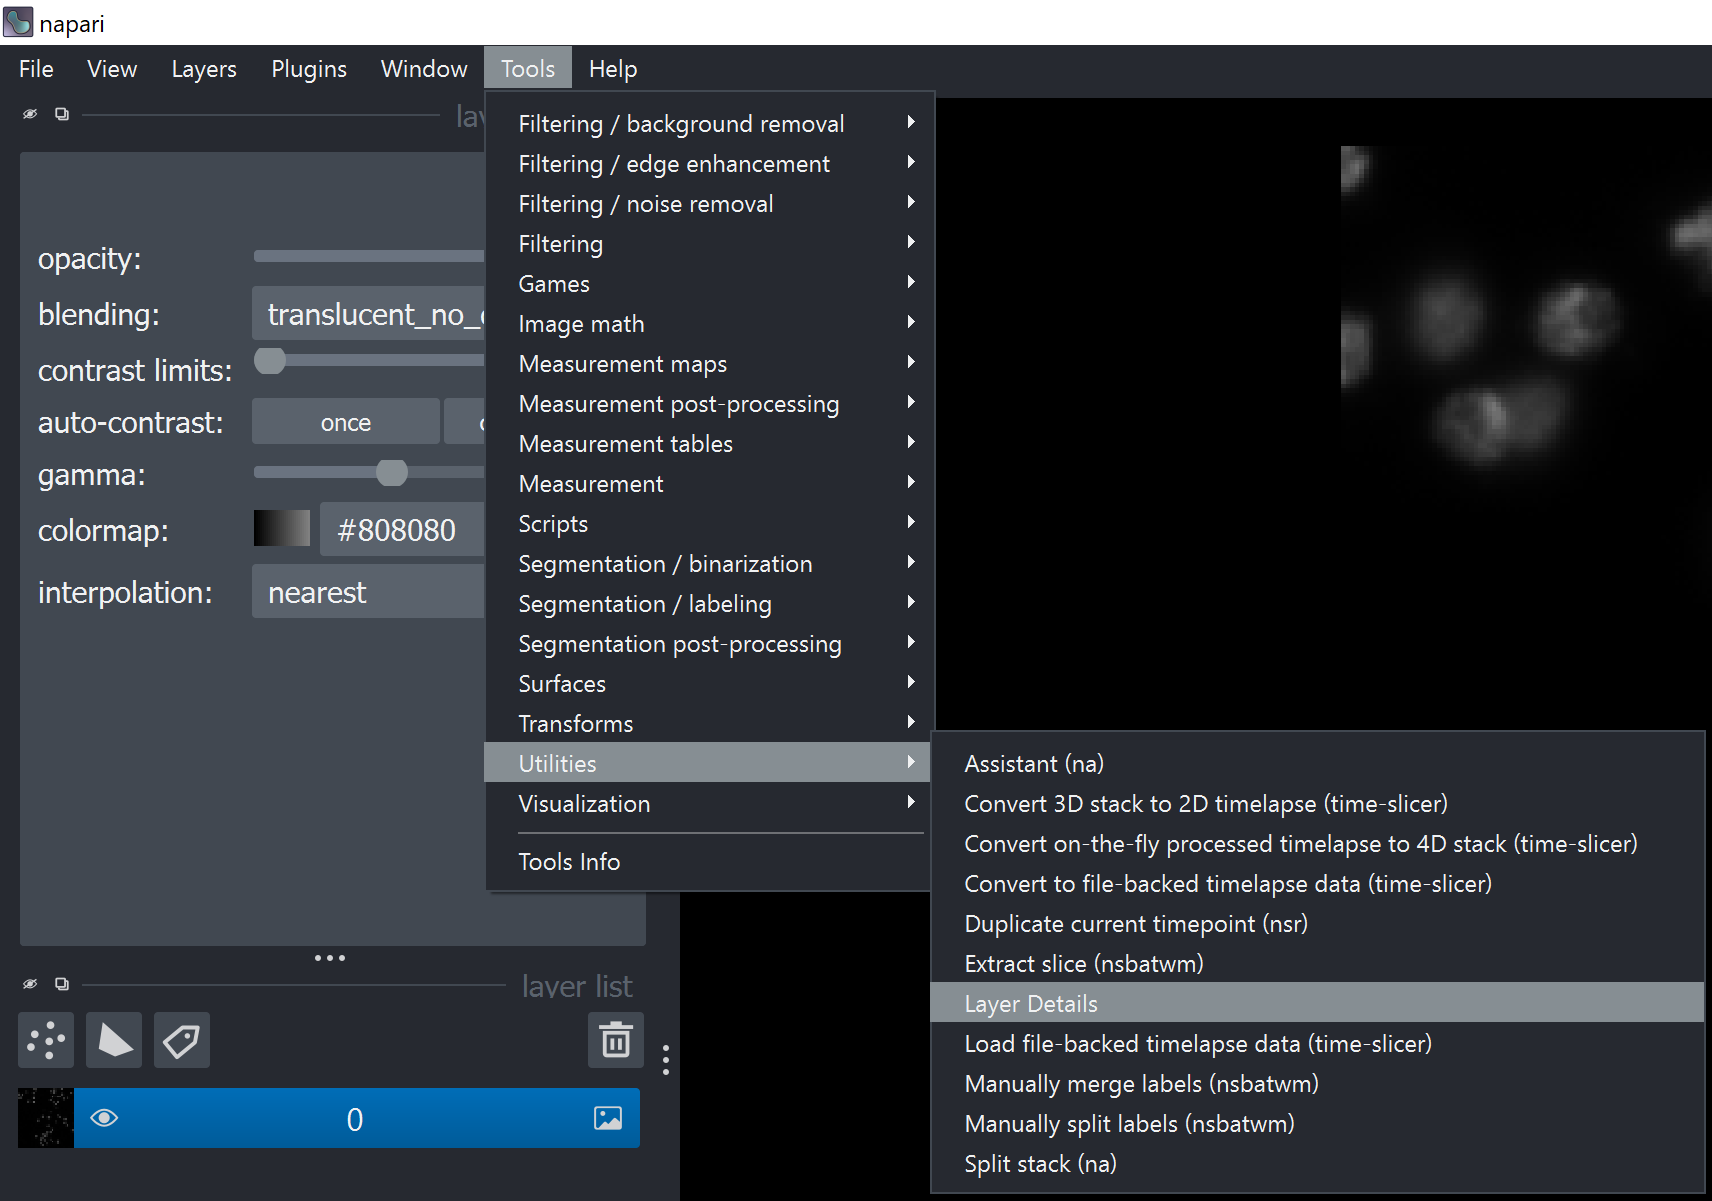 napari
File View Layers Plugins Window Tools Help
opacity:
blending:
translucent_no_
contrast limits:
auto-contrast:
once
gamma:
colormap:
#808080
interpolation:
nearest
Filtering / background removal
Filtering / edge enhancement
Filtering / noise removal
Filtering
Games
Image math
Measurement maps
Measurement post-processing
Measurement tables
Measurement
Scripts
Segmentation / binarization
Segmentation / labeling
Segmentation post-processing
Surfaces
Transforms
Utilities
Visualization
Tools Info
Assistant (na)
Convert 3D stack to 2D timelapse (time-slicer)
Convert on-the-fly processed timelapse to 4D stack (time-slicer)
Convert to file-backed timelapse data (time-slicer)
Duplicate current timepoint (nsr)
Extract slice (nsbatwm)
Layer Details
Load file-backed timelapse data (time-slicer)
Manually merge labels (nsbatwm)
Manually split labels (nsbatwm)
Split stack (na)
layer list
0